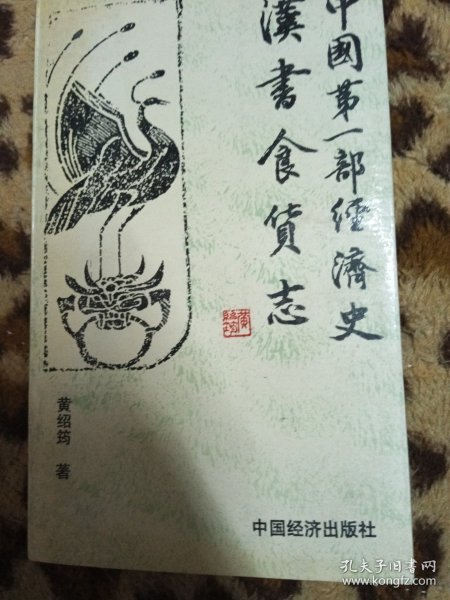 中國第一部經濟史
漢書食货志
黄绍筠 著
中国经济出版社
孔夫子旧书网
www.kongfz.com